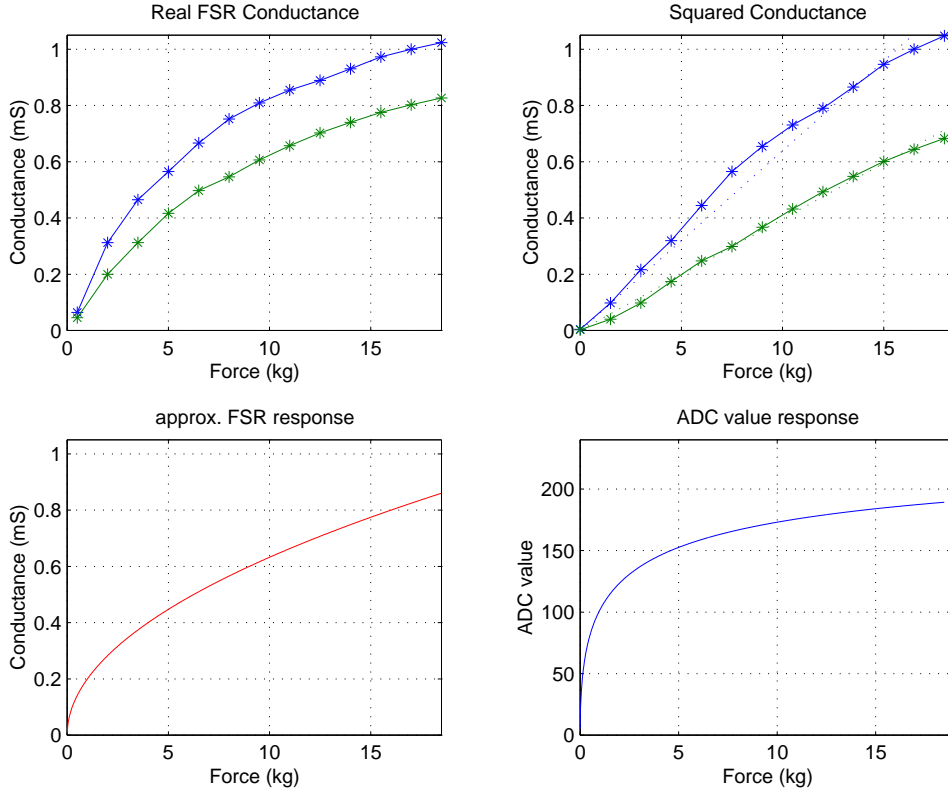 Real FSR Conductance
Conductance (mS)
1
0.8
0.6
0.4
0.2
0
0 5 10 15
Force (kg)
Squared Conductance
Conductance (mS)
1
0.8
0.6
0.4
0.2
0
0 5 10 15
Force (kg)
approx. FSR response
Conductance (mS)
1
0.8
0.6
0.4
0.2
0
0 5 10 15
Force (kg)
ADC value response
ADC value
200
150
100
50
0
0 5 10 15
Force (kg)